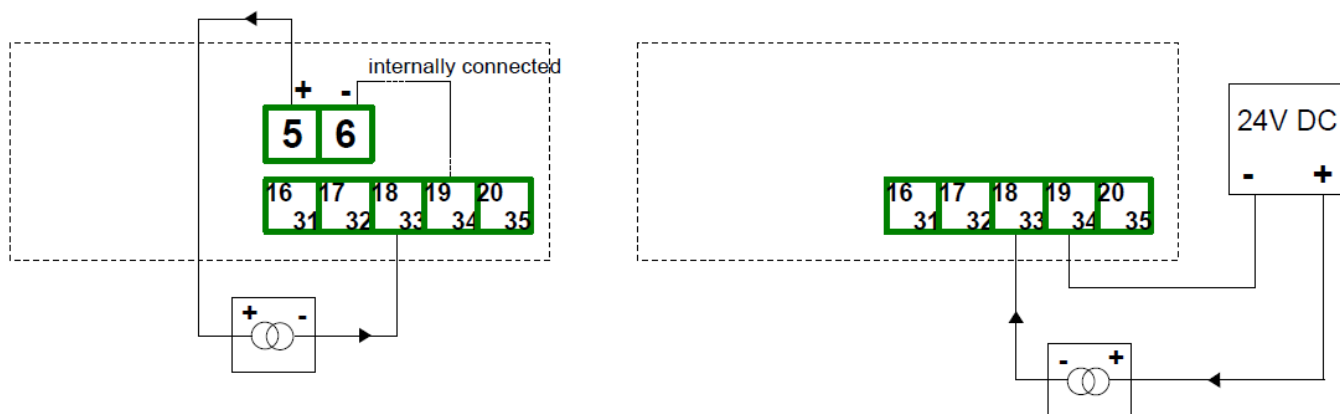 internally connected
+ -
5 6
16 17 18 19 20
31 32 33 34 35
+ -
24V DC
- +
16 17 18 19 20
31 32 33 34 35
- +